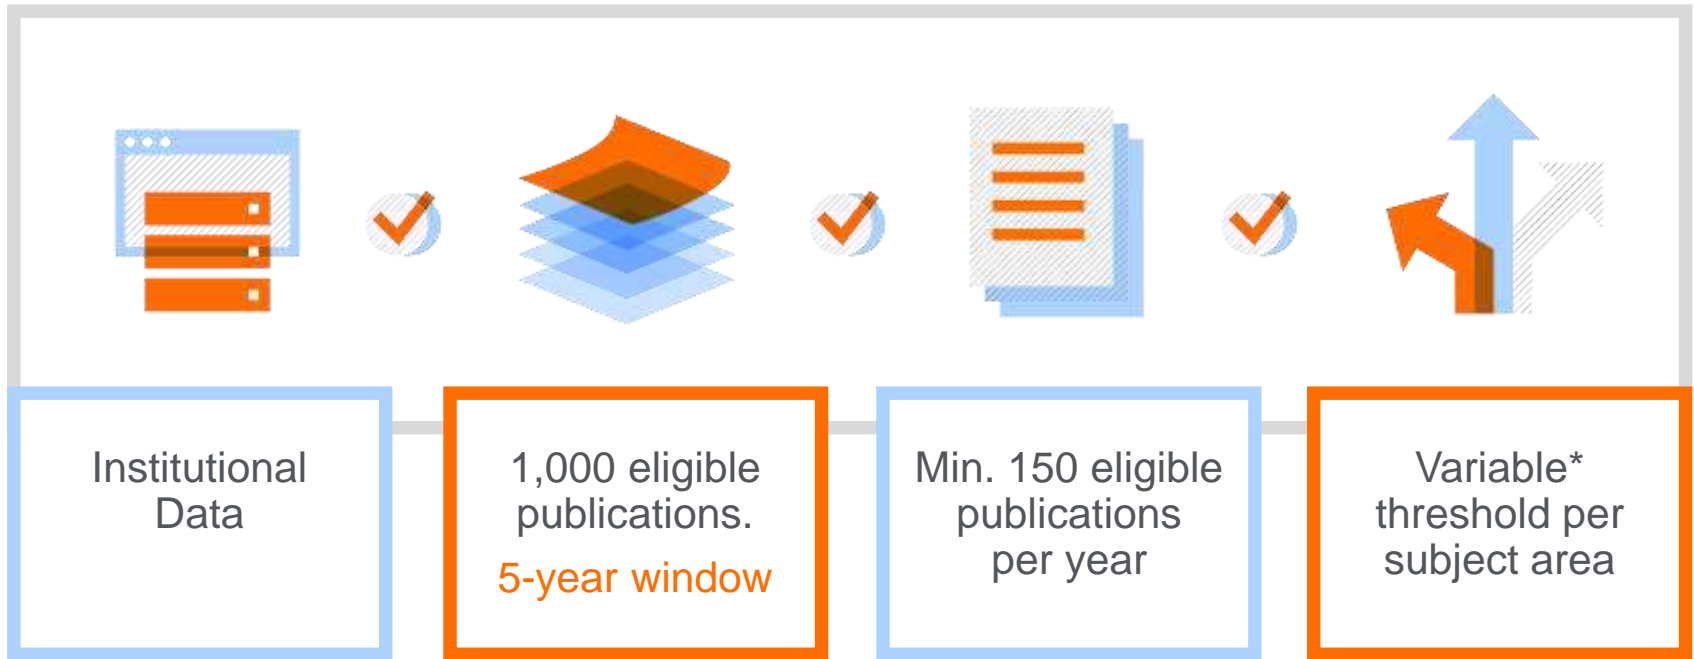 Institutional
Data
1,000 eligible
publications.
5-year window
Min. 150 eligible
publications
per year
Variable*
threshold per
subject area